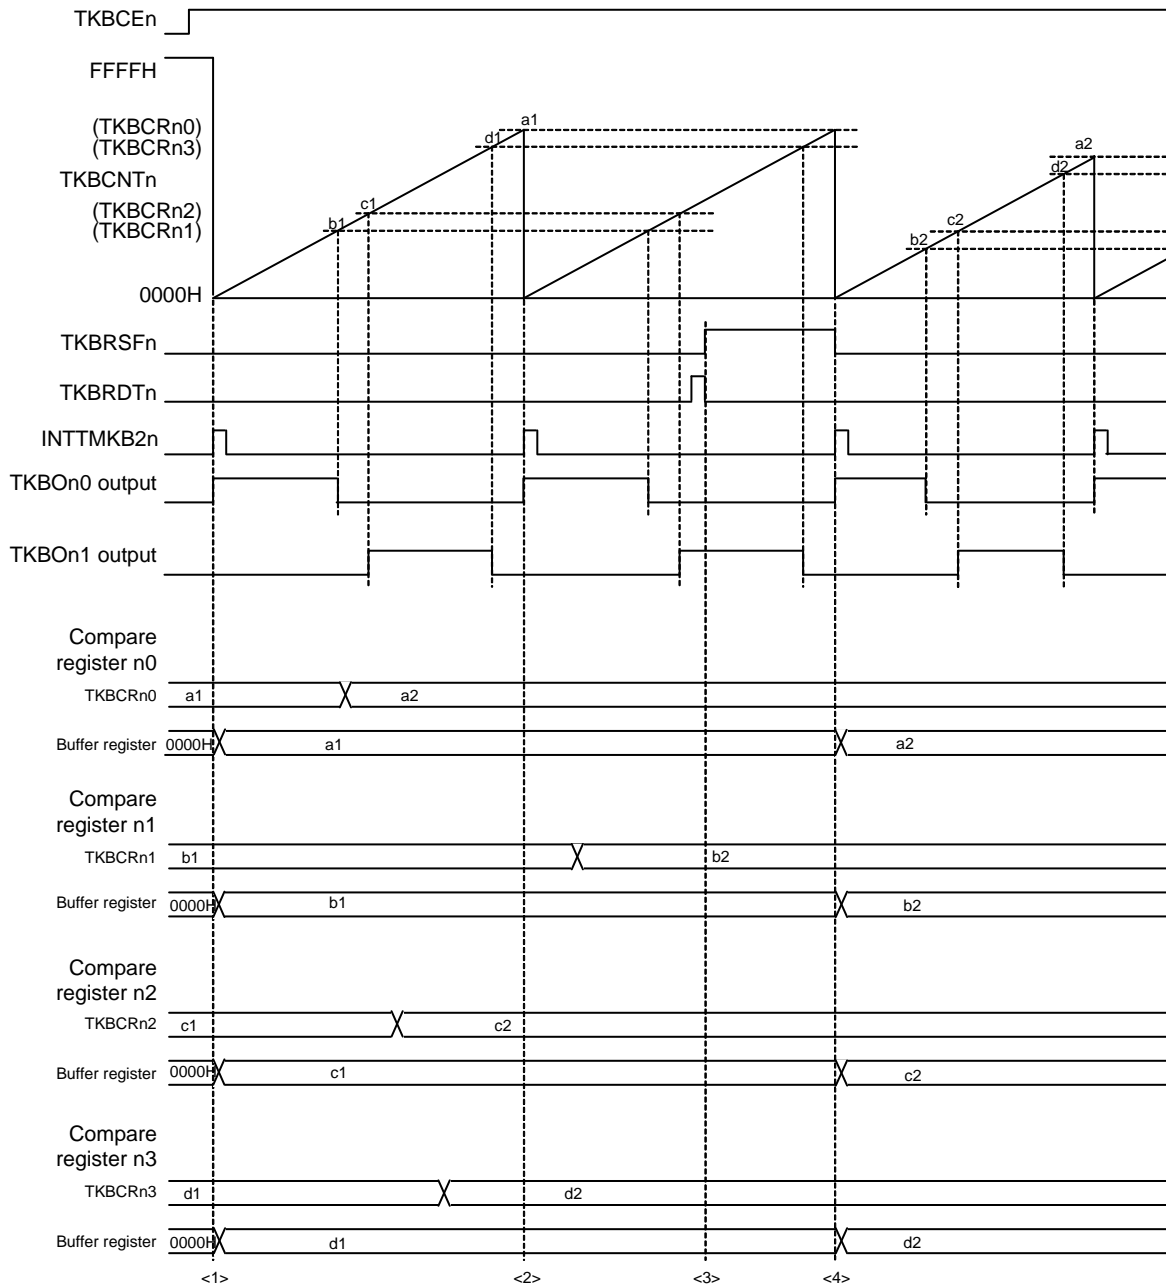 TKBCEn
FFFFH
(TKBCRn0)
a1
d1
(TKBCRn3)
a2
d2
TKBCNTn
c1
(TKBCRn2)
c2
b1
(TKBCRn1)
b2
0000H
TKBRSFn
TKBRDTn
INTTMKB2n
TKBOn0 output
TKBOn1 output
Compare
register n0
TKBCRn0 a1 a2
Buffer register 0000H a1 a2
Compare
register n1
TKBCRn1 b1 b2
Buffer register 0000H b1 b2
Compare
register n2
TKBCRn2 c1 c2
Buffer register 0000H c1 c2
Compare
register n3
TKBCRn3 d1 d2
Buffer register 0000H d1 d2
<1> <2> <3> <4>